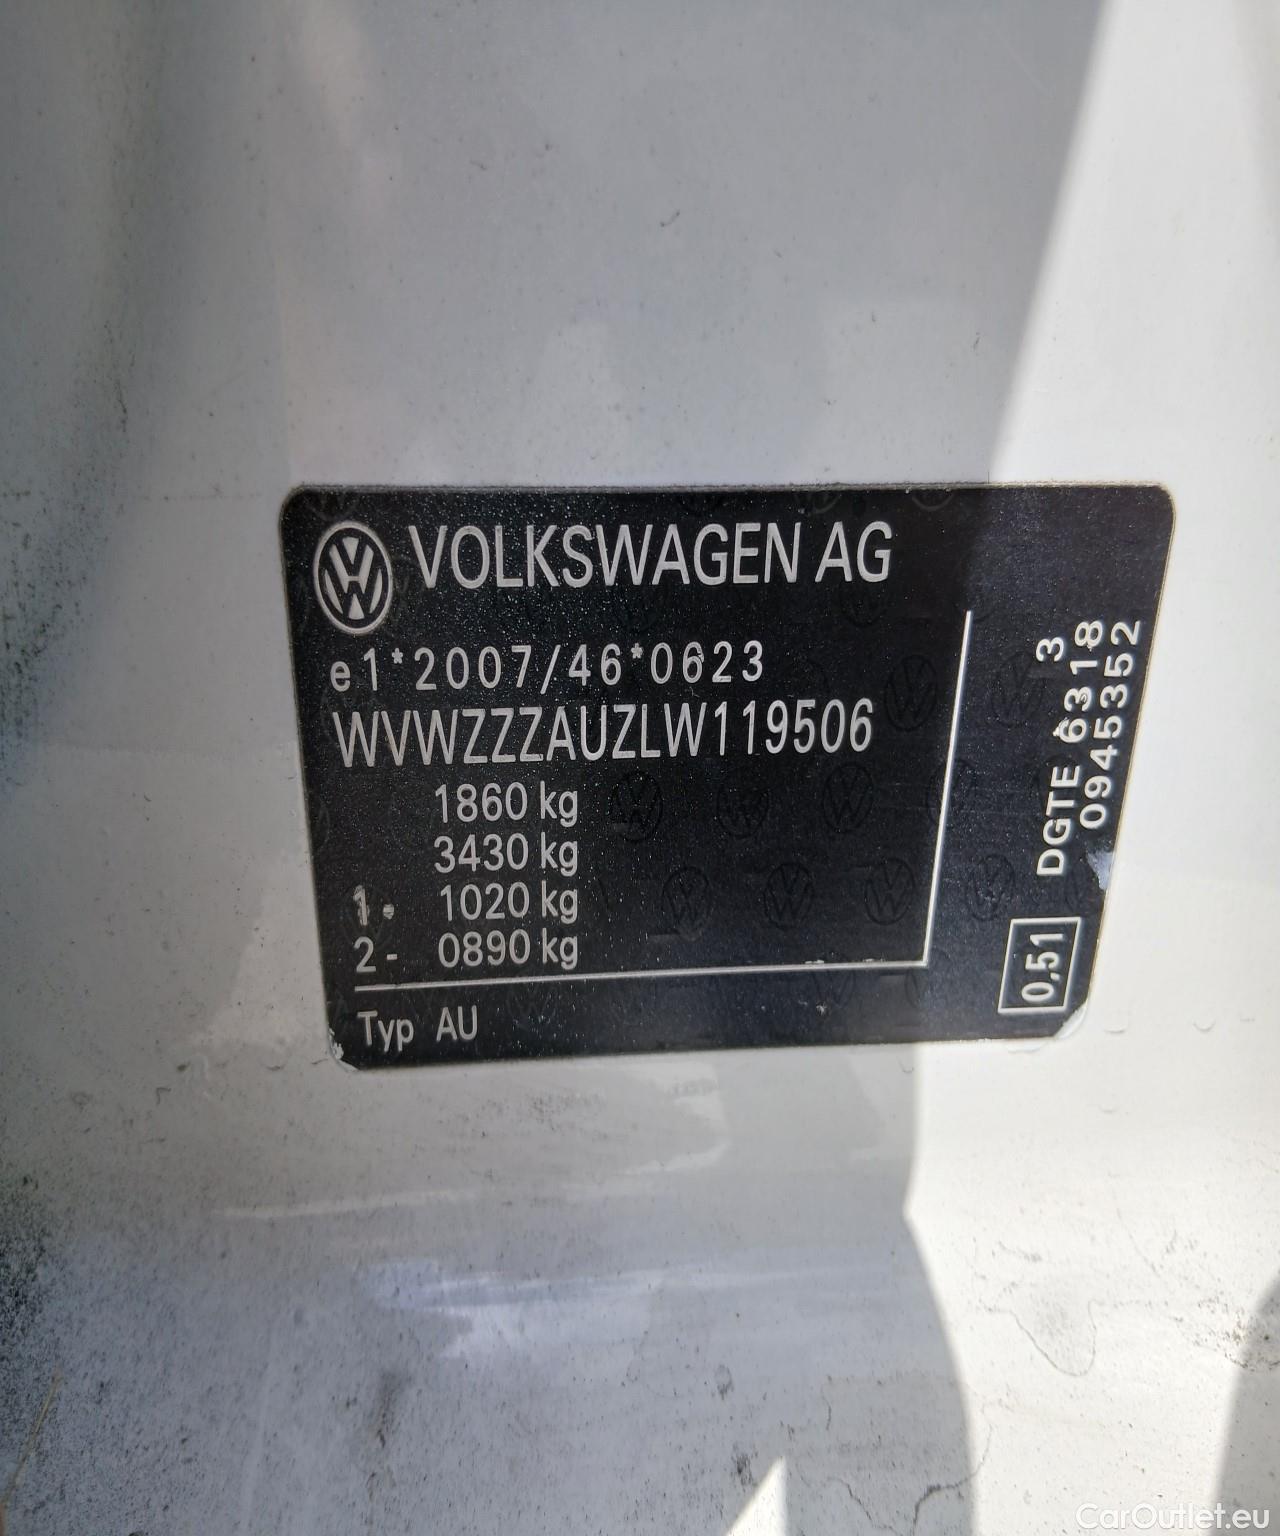 VOLKSWAGEN AG
e1*2007/46*0623
WVWZZZAUZLW119506
1860 kg
3430 kg
1- 1020 kg
2- 0890 kg
Typ AU
3
DGTE 6318
0945352
0,51
CarOutlet.eu